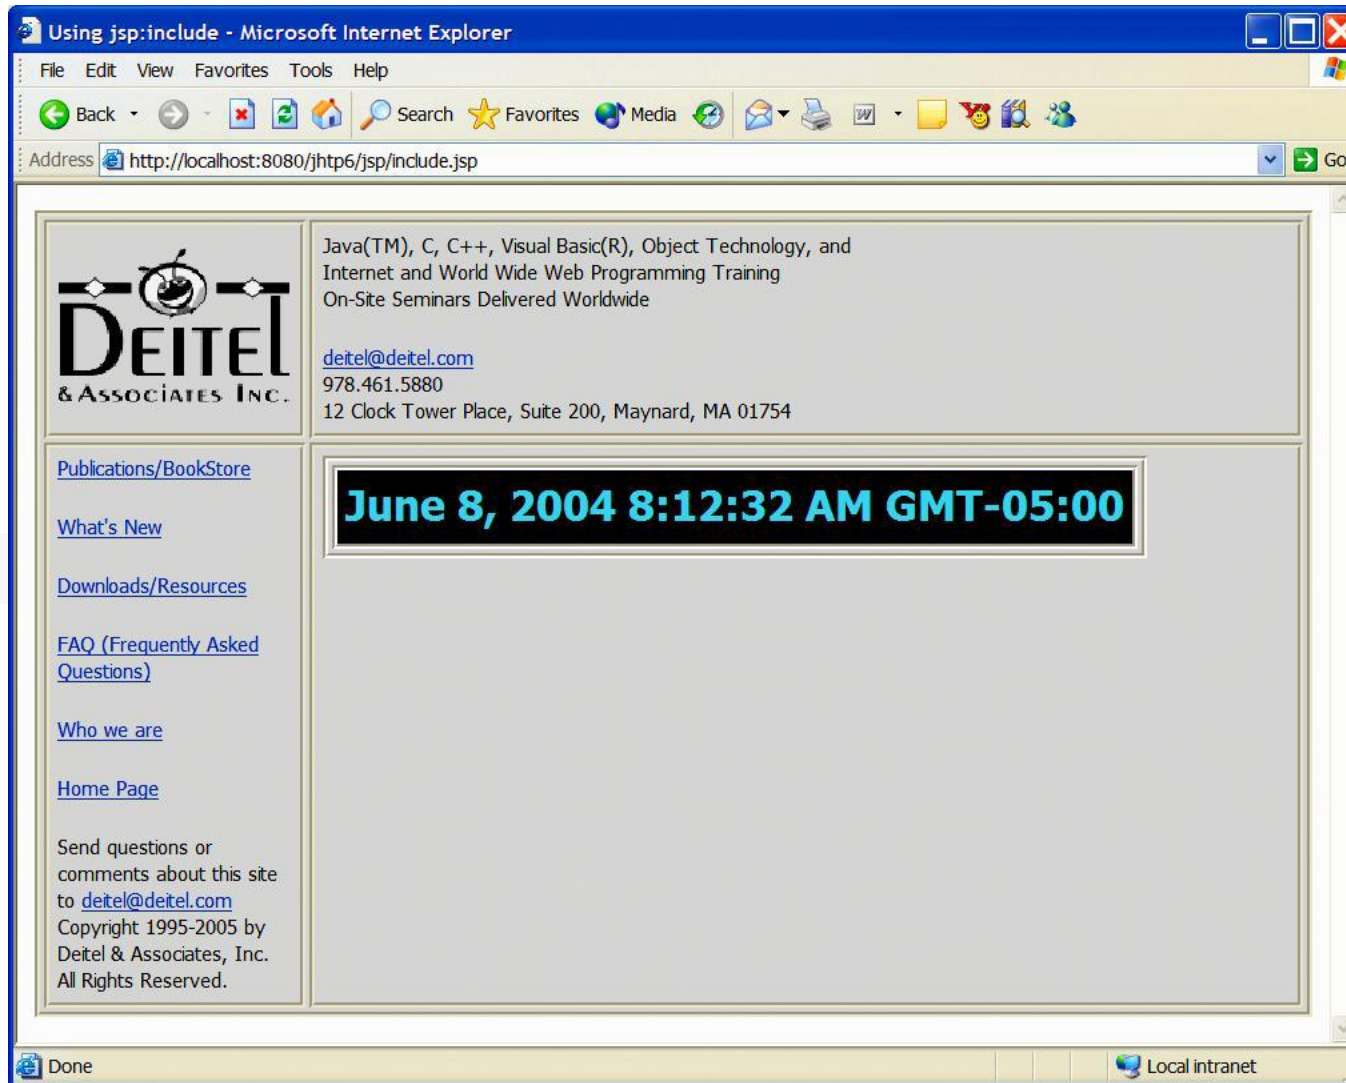 Using jsp:include - Microsoft Internet Explorer
File Edit View Favorites Tools Help
Back Search Favorites Media W
Address http://localhost:8080/jhtp6/jsp/include.jsp Go
DEITEL
& ASSOCIATES INC.
Java(TM), C, C++, Visual Basic(R), Object Technology, and
Internet and World Wide Web Programming Training
On-Site Seminars Delivered Worldwide
deitel@deitel.com
978.461.5880
12 Clock Tower Place, Suite 200, Maynard, MA 01754
Publications/BookStore
What's New
Downloads/Resources
FAQ (Frequently Asked
Questions)
Who we are
Home Page
Send questions or
comments about this site
to deitel@deitel.com
Copyright 1995-2005 by
Deitel & Associates, Inc.
All Rights Reserved.
June 8, 2004 8:12:32 AM GMT-05:00
Done Local intranet